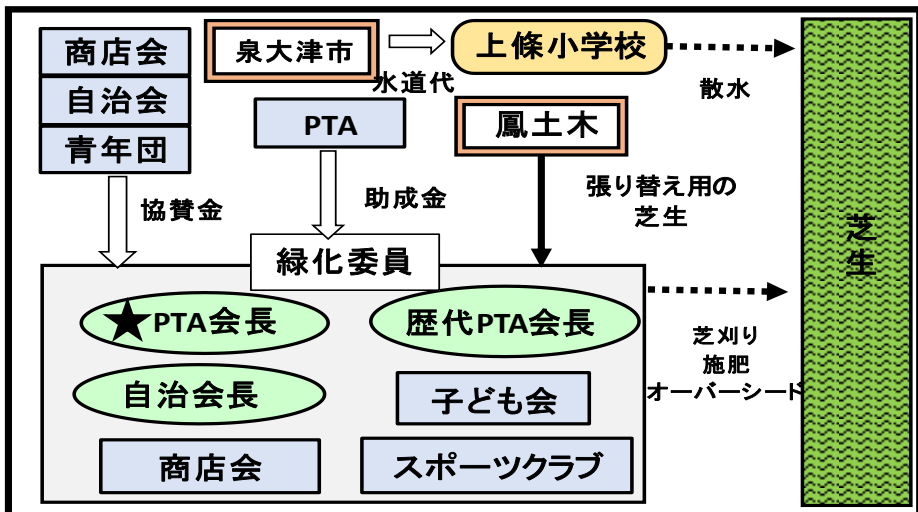 商店会
自治会
青年団
泉大津市
水道代
上條小学校
散水
PTA
鳳土木
協賛金
助成金
張り替え用の
芝生
緑化委員
★PTA会長
歴代PTA会長
自治会長
子ども会
商店会
スポーツクラブ
芝刈り
施肥
オーバーシード
芝生